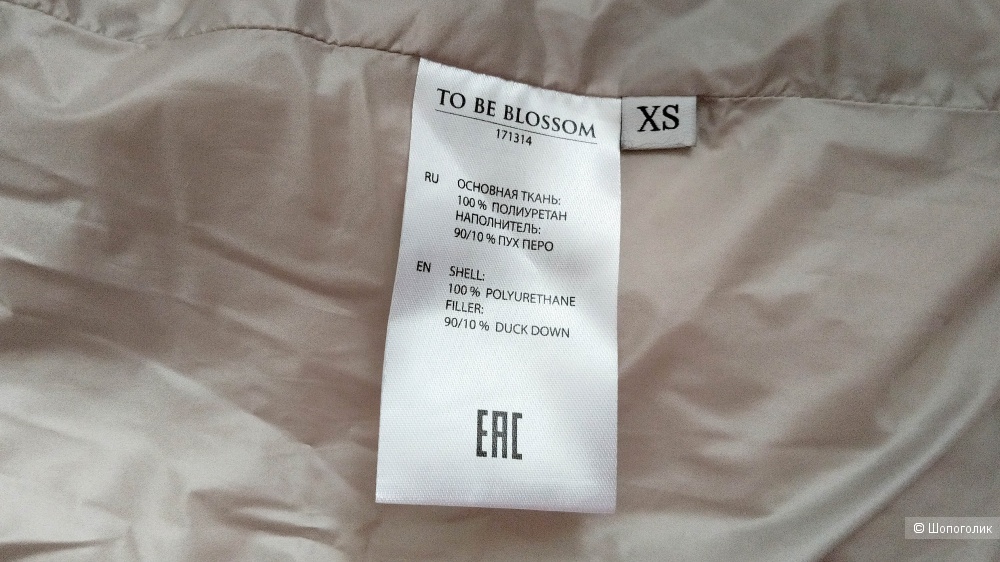 TO BE BLOSSOM
171314
XS
RU ОСНОВНАЯ ТКАНЬ:
100 % ПОЛИУРЕТАН
НАПОЛНИТЕЛЬ:
90/10 % ПУХ ПЕРО
EN SHELL:
100 % POLYURETHANE
FILLER:
90/10 % DUCK DOWN
EAC
© Шопоголик